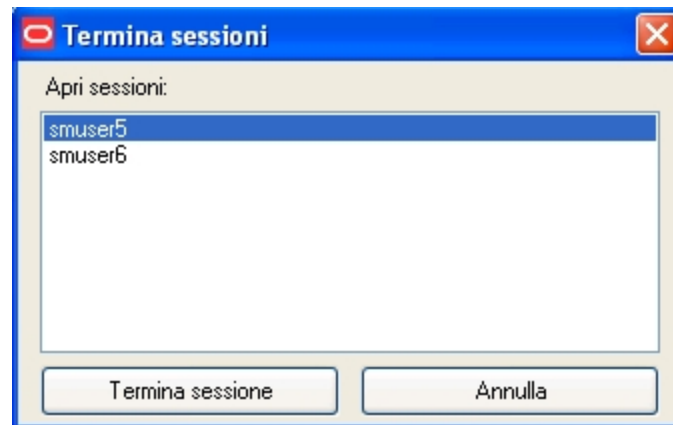 Termina sessioni
Apri sessioni:
smuser5
smuser6
Termina sessione
Annulla